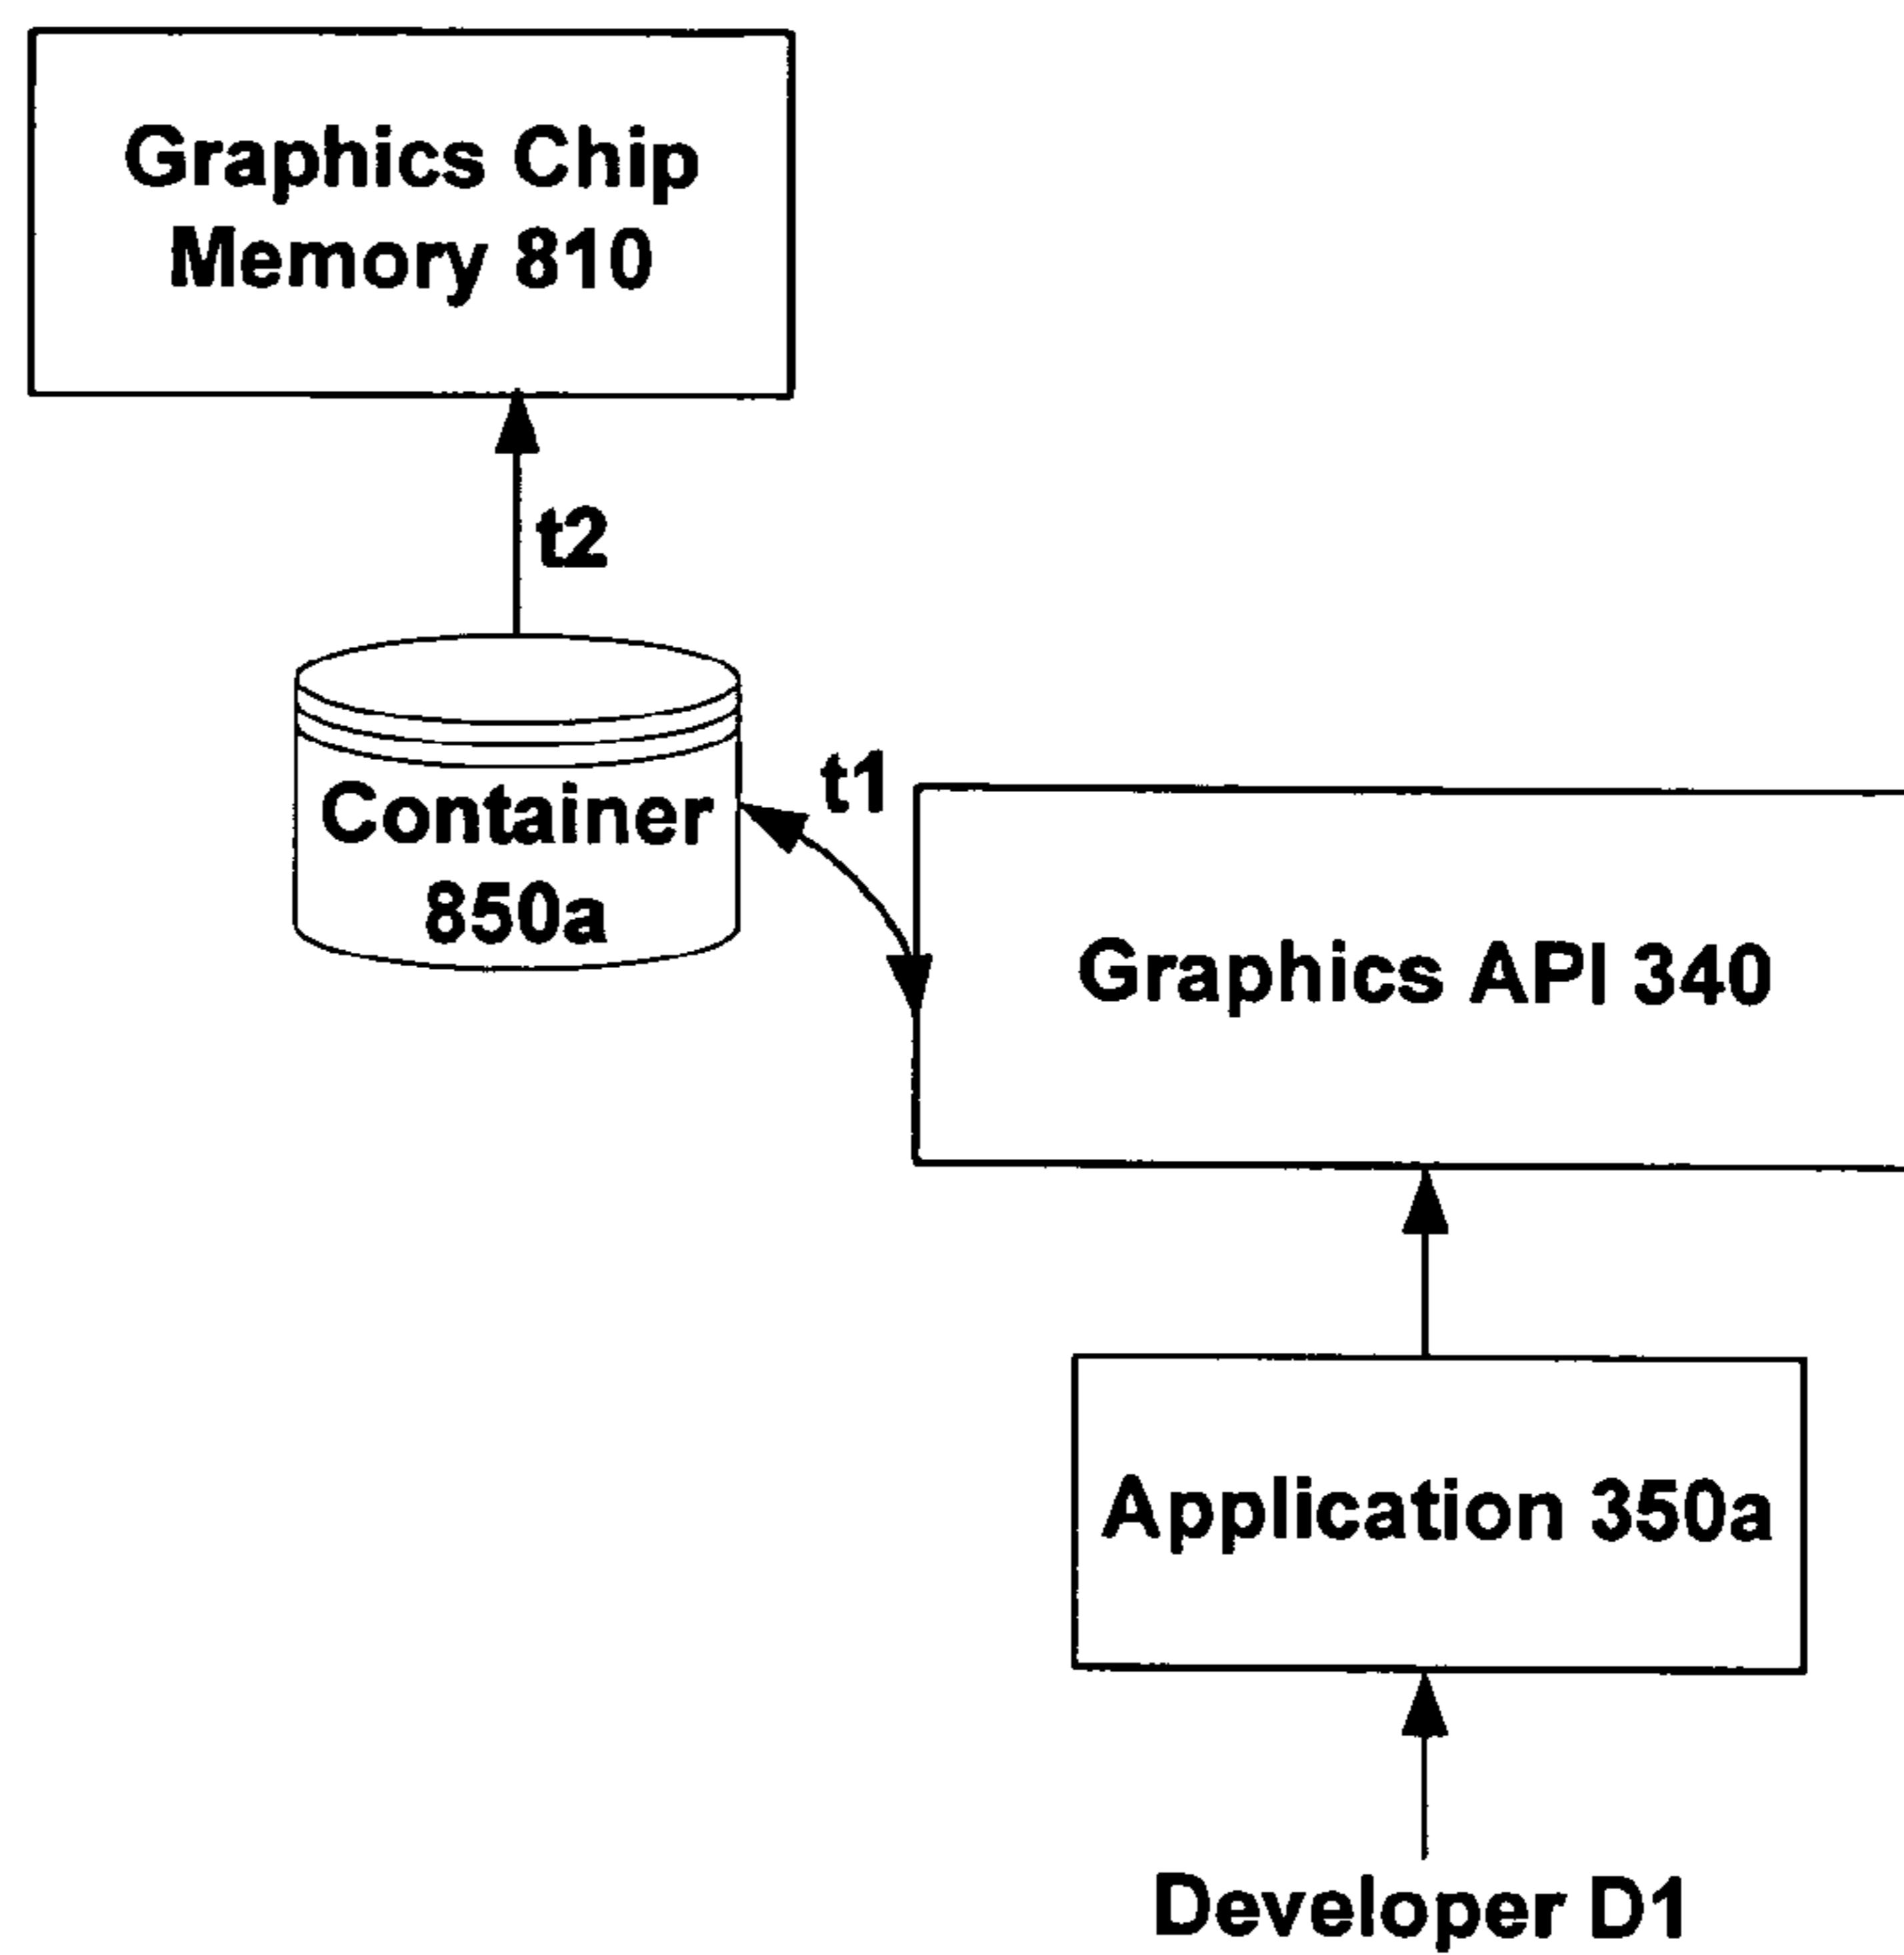 Graphics Chip
Memory 810
t2
t1
Container
850a
Graphics API 340
Application 350a
Developer D1